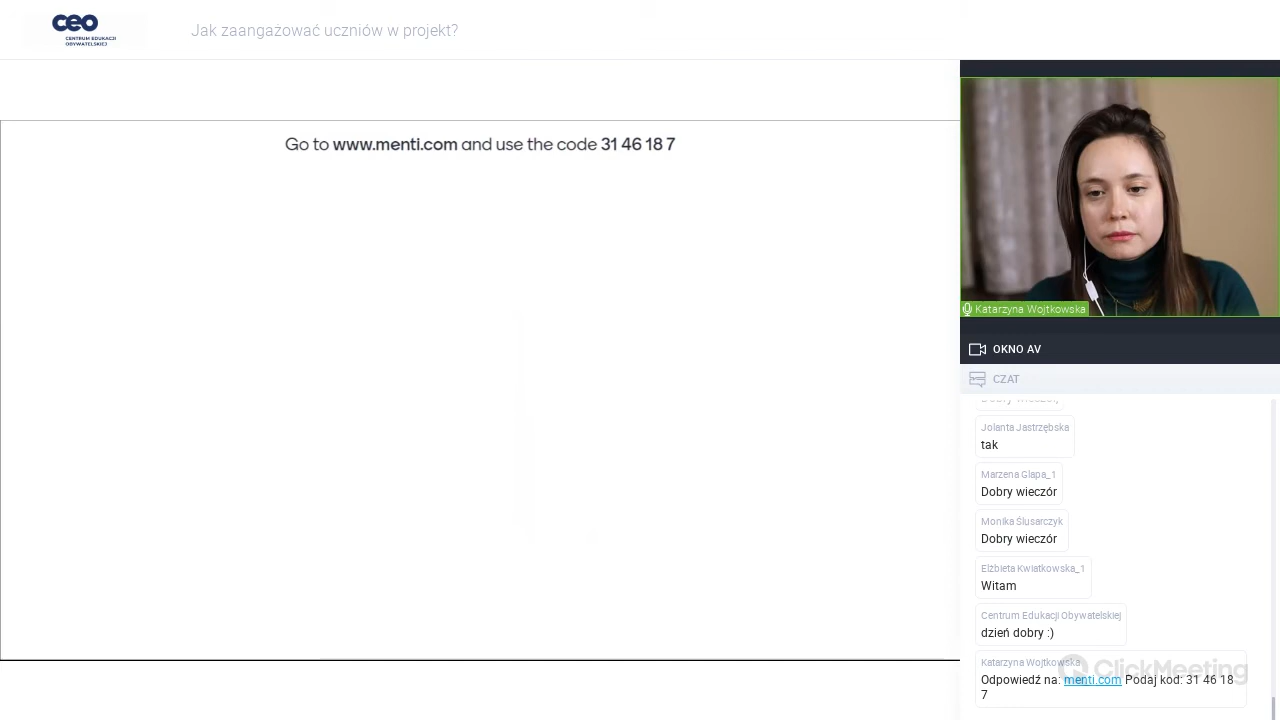 ceo
CENTRUM EDUKACJI
OBYWATELSKIEJ
Jak zaangażować uczniów w projekt?
Go to www.menti.com and use the code 31 46 18 7
Katarzyna Wojtkowska
OKNO AV
CZAT
Jolanta Jastrzębska
tak
Marzena Glapa_1
Dobry wieczór
Monika Ślusarczyk
Dobry wieczór
Elżbieta Kwiatkowska_1
Witam
Centrum Edukacji Obywatelskiej
dzień dobry :)
Katarzyna Wojtkowska
Odpowiedź na: menti.com Podaj kod: 31 46 18
7
ClickMeeting